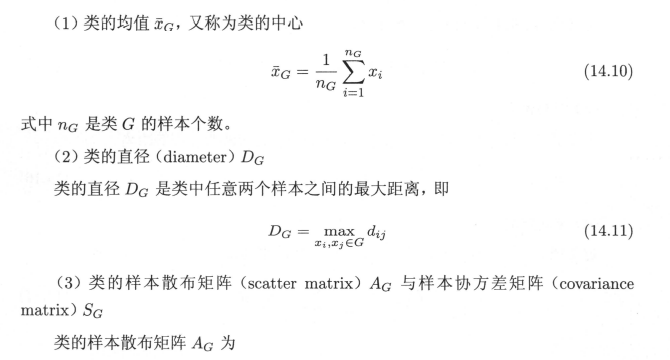 （1）类的均值 x̄_G，又称为类的中心
x̄_G = \frac{1}{n_G} \sum_{i=1}^{n_G} x_i (14.10)
式中 n_G 是类 G 的样本个数。
（2）类的直径（diameter）D_G
类的直径 D_G 是类中任意两个样本之间的最大距离，即
D_G = \max_{x_i, x_j \in G} d_{ij} (14.11)
（3）类的样本散布矩阵（scatter matrix）A_G 与样本协方差矩阵（covariance
matrix）S_G
类的样本散布矩阵 A_G 为